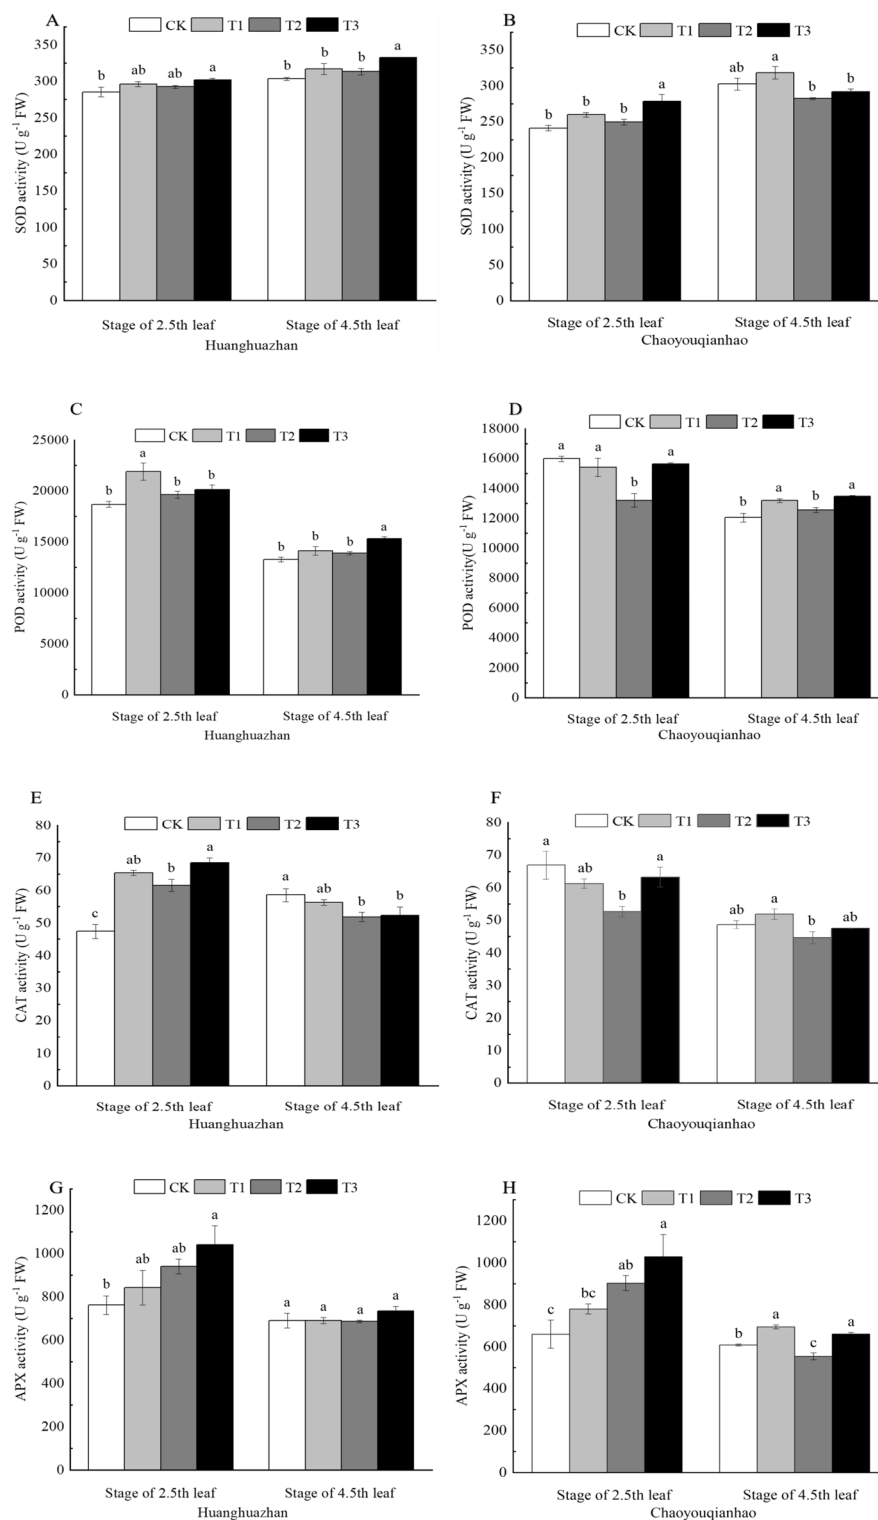 A
CK T1 T2 T3
350
300
250
200
150
100
50
0
SOD activity (U g-1 FW)
b ab ab a
b b b a
Stage of 2.5th leaf Stage of 4.5th leaf
Huanghuazhan
B
CK T1 T2 T3
350
300
250
200
150
100
50
0
SOD activity (U g-1 FW)
b b b a
ab a b b
Stage of 2.5th leaf Stage of 4.5th leaf
Chaoyouqianhao
C
CK T1 T2 T3
25000
20000
15000
10000
5000
0
POD activity (U g-1 FW)
b a b b
b b b a
Stage of 2.5th leaf Stage of 4.5th leaf
Huanghuazhan
D
CK T1 T2 T3
18000
16000
14000
12000
10000
8000
6000
4000
2000
0
POD activity(U g-1 FW)
a a b a
b a b a
Stage of 2.5th leaf Stage of 4.5th leaf
Chaoyouqianhao
E
CK T1 T2 T3
80
70
60
50
40
30
20
10
0
CAT activity (U g-1 FW)
c ab b a
a ab b b
Stage of 2.5th leaf Stage of 4.5th leaf
Huanghuazhan
F
CK T1 T2 T3
80
70
60
50
40
30
20
10
0
CAT activity (U g-1 FW)
a ab b a
ab a b ab
Stage of 2.5th leaf Stage of 4.5th leaf
Chaoyouqianhao
G
CK T1 T2 T3
1200
1000
800
600
400
200
0
APX activity (U g-1 FW)
b ab ab a
a a a a
Stage of 2.5th leaf Stage of 4.5th leaf
Huanghuazhan
H
CK T1 T2 T3
1200
1000
800
600
400
200
0
APX activity (U g-1 FW)
c bc ab a
b a c a
Stage of 2.5th leaf Stage of 4.5th leaf
Chaoyouqianhao